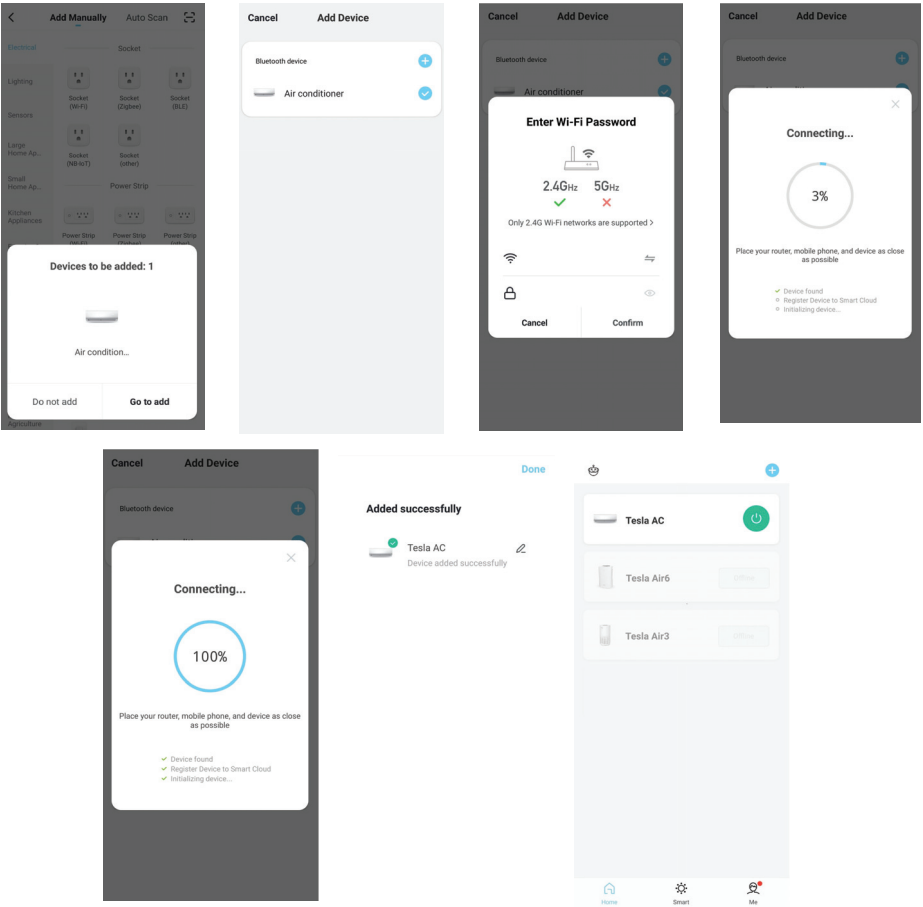 Add Manually Auto Scan
Electrical
Socket
Lighting
Socket
(Wi-Fi)
Socket
(Zigbee)
Socket
(BLE)
Sensors
Large
Home Ap...
Socket
(NB-IoT)
Socket
(other)
Small
Home Ap...
Power Strip
Kitchen
Appliances
Power Strip
(Wi-Fi)
Power Strip
(Zigbee)
Power Strip
(other)
Devices to be added: 1
Air condition...
Do not add Go to add
Agriculture
Cancel Add Device
Bluetooth device
Air conditioner
Cancel Add Device
Bluetooth device
Air conditioner
Enter Wi-Fi Password
2.4GHz 5GHz
Only 2.4G Wi-Fi networks are supported >
Cancel Confirm
Cancel Add Device
Bluetooth device
Connecting...
3%
Place your router, mobile phone, and device as close
as possible
Device found
Register Device to Smart Cloud
Initializing device...
Cancel Add Device
Bluetooth device
Connecting...
100%
Place your router, mobile phone, and device as close
as possible
Device found
Register Device to Smart Cloud
Initializing device...
Done
Added successfully
Tesla AC
Device added successfully
Tesla AC
Tesla Air6
Tesla Air3
Home Smart Me